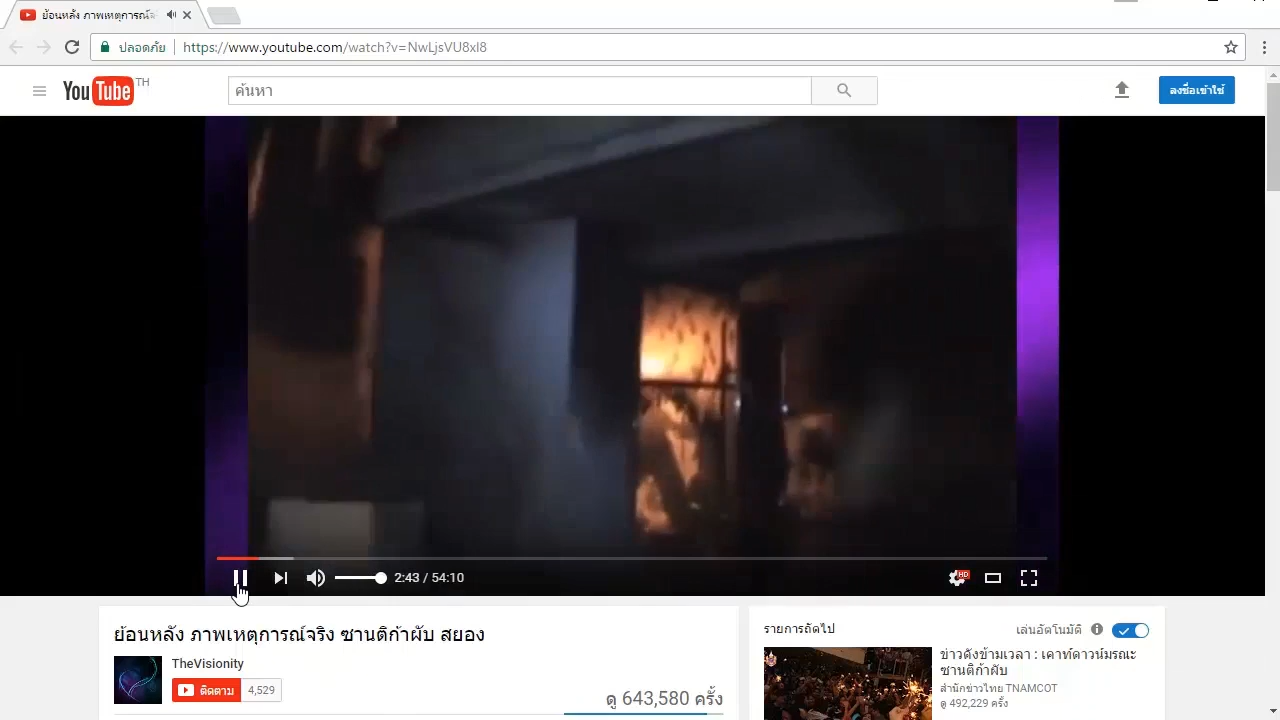 ย้อนหลัง ภาพเหตุการณ์จ
ปลอดภัย
https://www.youtube.com/watch?v=NwLjsVU8xI8
YouTube TH
ค้นหา
ลงชื่อเข้าใช้
2:43 / 54:10
HD
ย้อนหลัง ภาพเหตุการณ์จริง ซานติก้าผับ สยอง
TheVisionity
ติดตาม 4,529
ดู 643,580 ครั้ง
รายการถัดไป
เล่นอัตโนมัติ
ข่าวดังข้ามเวลา : เคาท์ดาวน์มรณะ
ซานติก้าผับ
สำนักข่าวไทย TNAMCOT
ดู 492,229 ครั้ง